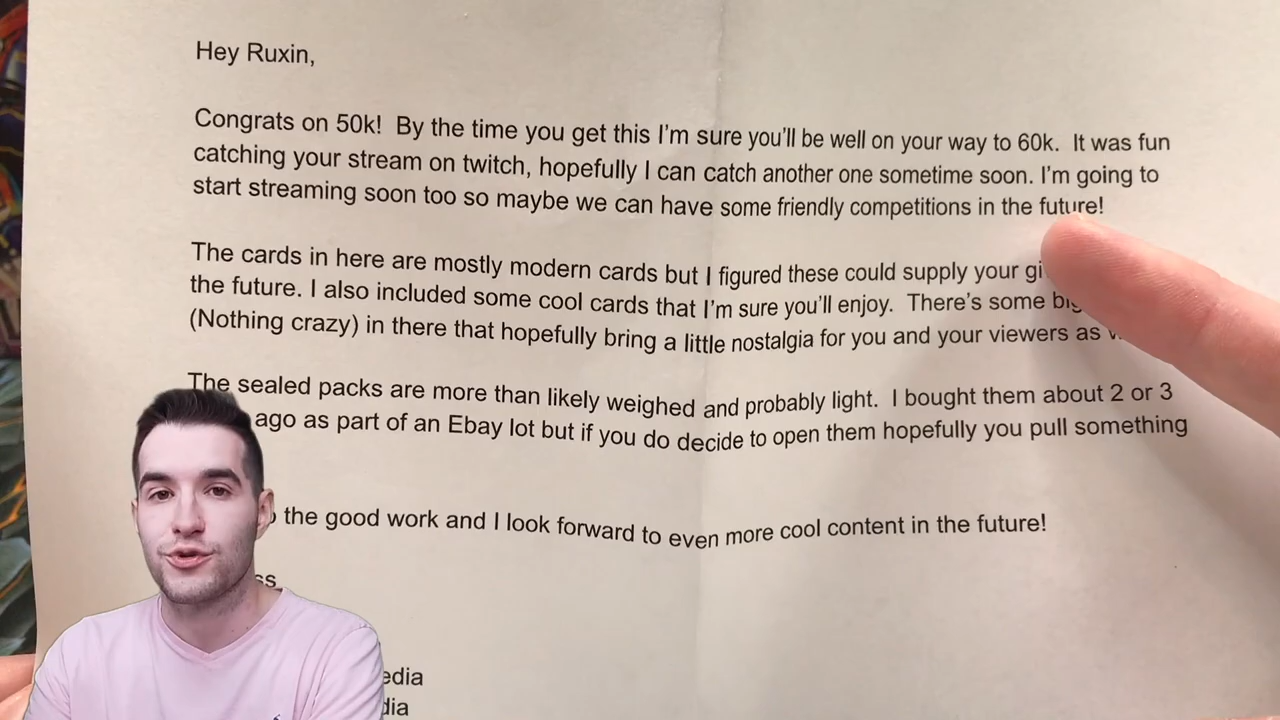 Hey Ruxin,
Congrats on 50k!  By the time you get this I'm sure you'll be well on your way to 60k.  It was fun
catching your stream on twitch, hopefully I can catch another one sometime soon. I'm going to
start streaming soon too so maybe we can have some friendly competitions in the future!
The cards in here are mostly modern cards but I figured these could supply your
the future. I also included some cool cards that I'm sure you'll enjoy.  There's some
(Nothing crazy) in there that hopefully bring a little nostalgia for you and your viewers as
The sealed packs are more than likely weighed and probably light.  I bought them about 2 or 3
ago as part of an Ebay lot but if you do decide to open them hopefully you pull something
the good work and I look forward to even more cool content in the future!